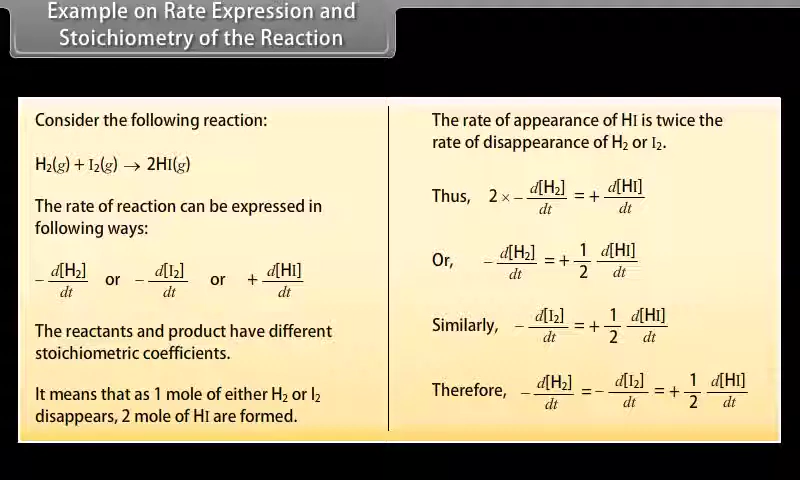 Example on Rate Expression and
Stoichiometry of the Reaction
Consider the following reaction:
H₂(g) + I₂(g) → 2HI(g)
The rate of reaction can be expressed in
following ways:
− d[H₂]/dt or − d[I₂]/dt or + d[HI]/dt
The reactants and product have different
stoichiometric coefficients.
It means that as 1 mole of either H₂ or I₂
disappears, 2 mole of HI are formed.
The rate of appearance of HI is twice the
rate of disappearance of H₂ or I₂.
Thus, 2 × − d[H₂]/dt = + d[HI]/dt
Or, − d[H₂]/dt = + 1/2 d[HI]/dt
Similarly, − d[I₂]/dt = + 1/2 d[HI]/dt
Therefore, − d[H₂]/dt = − d[I₂]/dt = + 1/2 d[HI]/dt